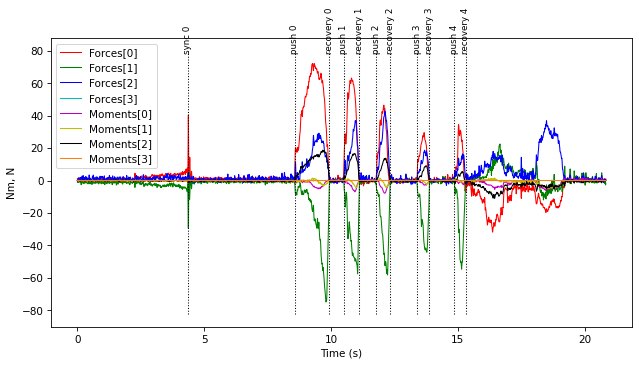 sync 0
push 0
recovery 0
push 1
recovery 1
push 2
recovery 2
push 3
recovery 3
push 4
recovery 4
Forces[0]
Forces[1]
Forces[2]
Forces[3]
Moments[0]
Moments[1]
Moments[2]
Moments[3]
80
60
40
20
0
−20
−40
−60
−80
Nm, N
0 5 10 15 20
Time (s)